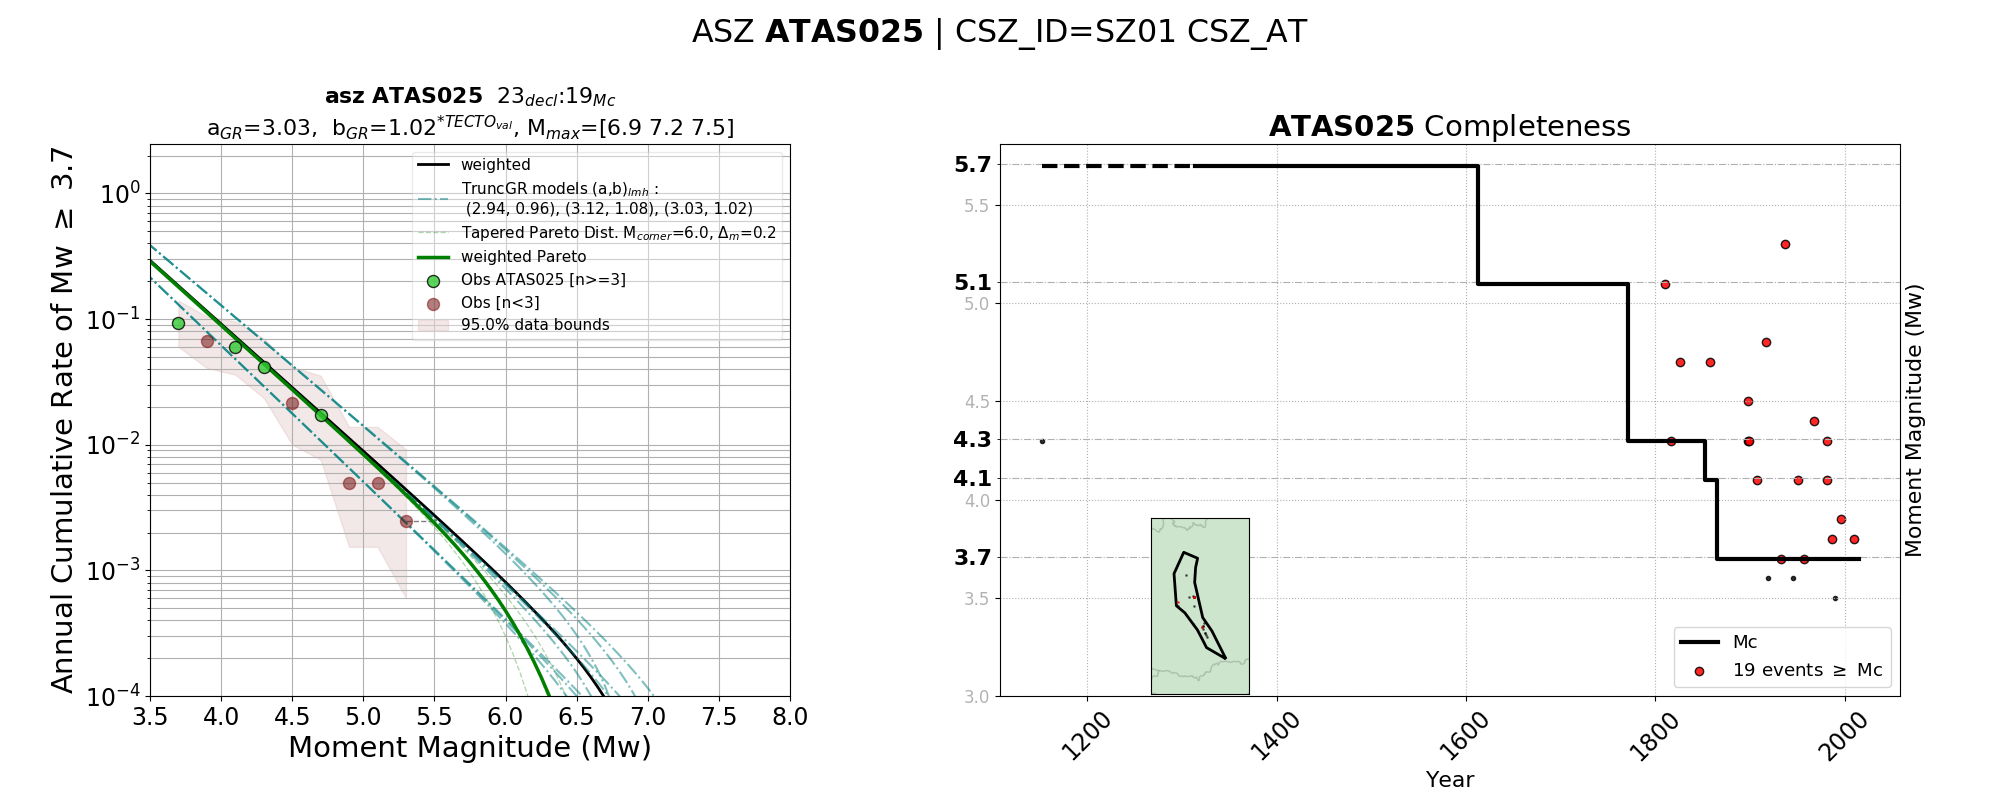 ASZ ATAS025 | CSZ_ID=SZ01 CSZ_AT
asz ATAS025 23decl:19Mc
aGR=3.03, bGR=1.02*TECTOval, Mmax=[6.9 7.2 7.5]
Annual Cumulative Rate of Mw ≥ 3.7
10^0
10^−1
10^−2
10^−3
10^−4
weighted
TruncGR models (a,b)lmh :
(2.94, 0.96), (3.12, 1.08), (3.03, 1.02)
Tapered Pareto Dist. Mcorner=6.0, Δm=0.2
weighted Pareto
Obs ATAS025 [n>=3]
Obs [n<3]
95.0% data bounds
3.5 4.0 4.5 5.0 5.5 6.0 6.5 7.0 7.5 8.0
Moment Magnitude (Mw)
ATAS025 Completeness
5.7
5.5
5.1
5.0
4.5
4.3
4.1
4.0
3.7
3.5
3.0
Moment Magnitude (Mw)
Mc
19 events ≥ Mc
1200 1400 1600 1800 2000
Year